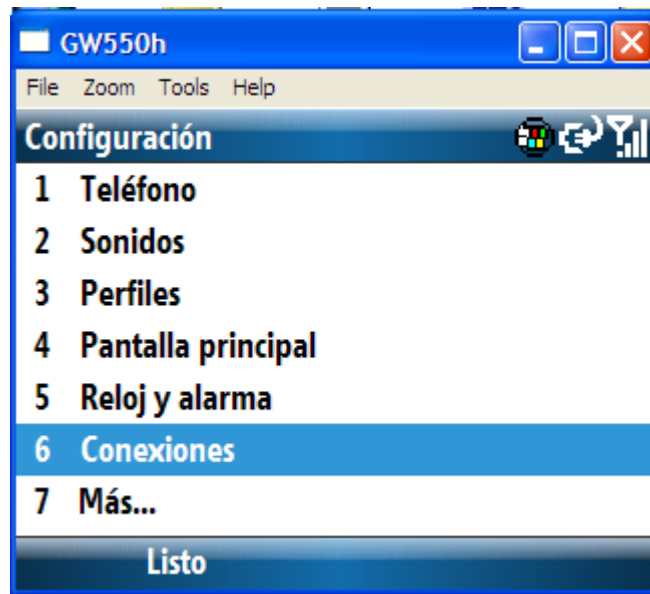 GW550h
File Zoom Tools Help
Configuración
1 Teléfono
2 Sonidos
3 Perfiles
4 Pantalla principal
5 Reloj y alarma
6 Conexiones
7 Más...
Listo